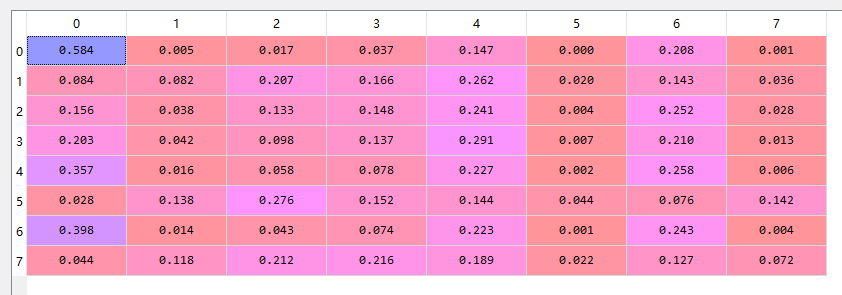 0 1 2 3 4 5 6 7
0 0.584 0.005 0.017 0.037 0.147 0.000 0.208 0.001
1 0.084 0.082 0.207 0.166 0.262 0.020 0.143 0.036
2 0.156 0.038 0.133 0.148 0.241 0.004 0.252 0.028
3 0.203 0.042 0.098 0.137 0.291 0.007 0.210 0.013
4 0.357 0.016 0.058 0.078 0.227 0.002 0.258 0.006
5 0.028 0.138 0.276 0.152 0.144 0.044 0.076 0.142
6 0.398 0.014 0.043 0.074 0.223 0.001 0.243 0.004
7 0.044 0.118 0.212 0.216 0.189 0.022 0.127 0.072